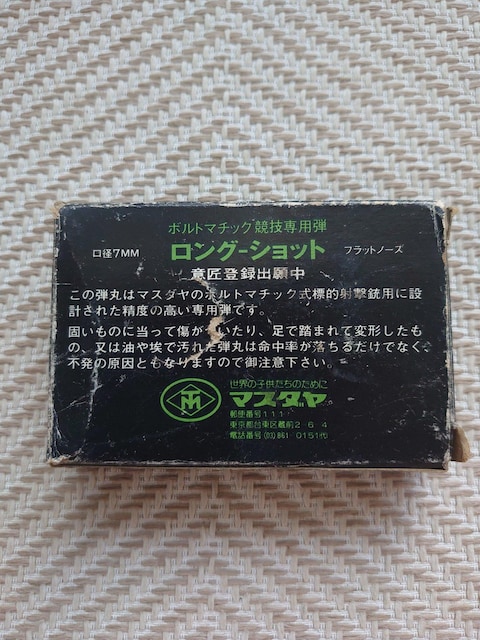 ボルトマチック競技専用弾
口径7MM ロングーショット フラットノーズ
意匠登録出願中
この弾丸はマスダヤのボルトマチック式標的射撃銃用に設
計された精度の高い専用弾です。
固いものに当って傷がついたり、足で踏まれて変形したも
の、又は油や埃で汚れた弾丸は命中率が落ちるだけでなく、
不発の原因ともなりますので御注意下さい。
世界の子供たちのために
マスダヤ
郵便番号111
東京都台東区蔵前2-6-4
電話番号(03)861-0151代